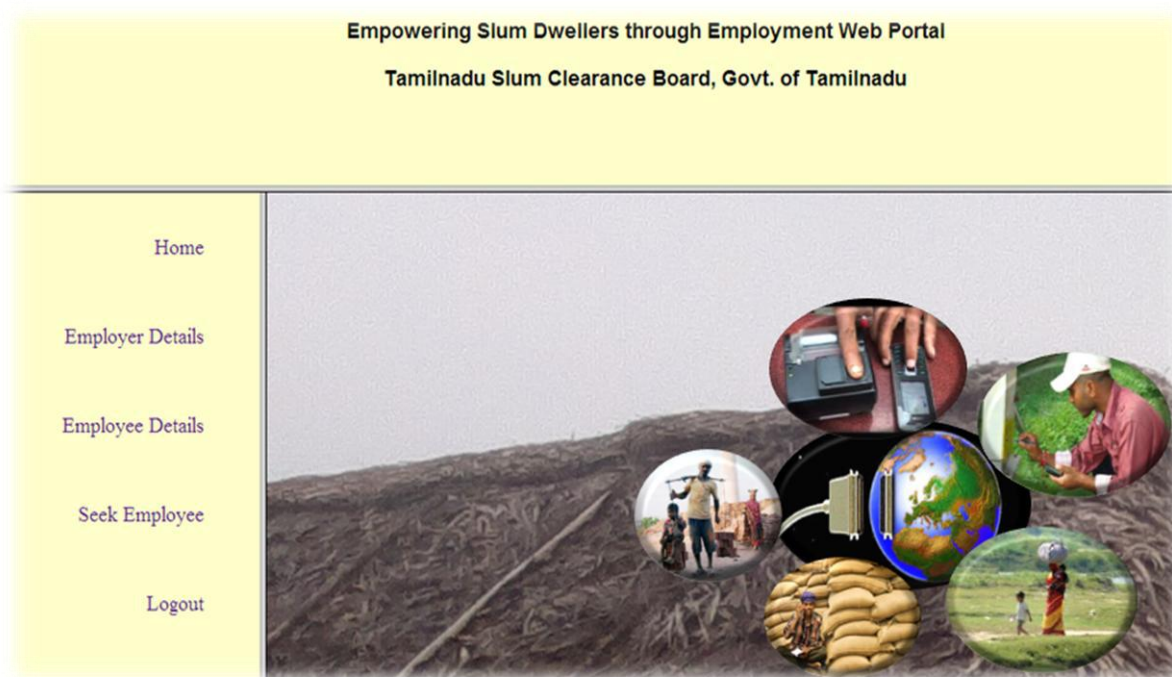 Empowering Slum Dwellers through Employment Web Portal
Tamilnadu Slum Clearance Board, Govt. of Tamilnadu
Home
Employer Details
Employee Details
Seek Employee
Logout